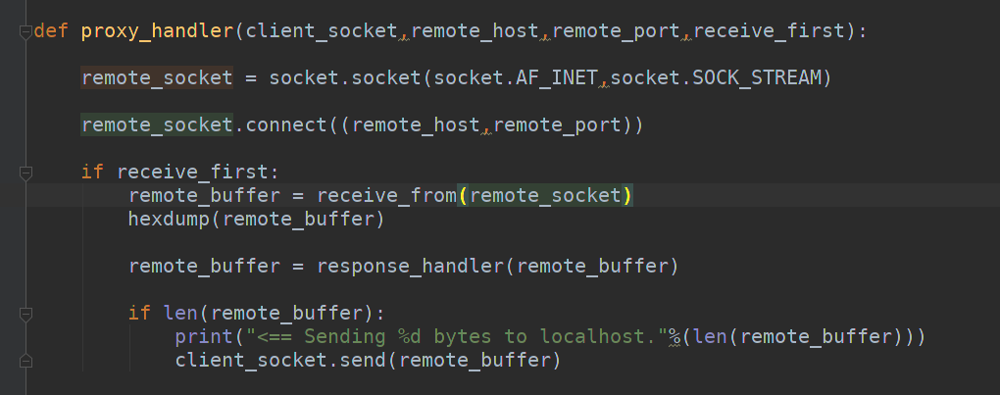 def proxy_handler(client_socket,remote_host,remote_port,receive_first):
remote_socket = socket.socket(socket.AF_INET,socket.SOCK_STREAM)
remote_socket.connect((remote_host,remote_port))
if receive_first:
remote_buffer = receive_from(remote_socket)
hexdump(remote_buffer)
remote_buffer = response_handler(remote_buffer)
if len(remote_buffer):
print("<== Sending %d bytes to localhost."%(len(remote_buffer)))
client_socket.send(remote_buffer)